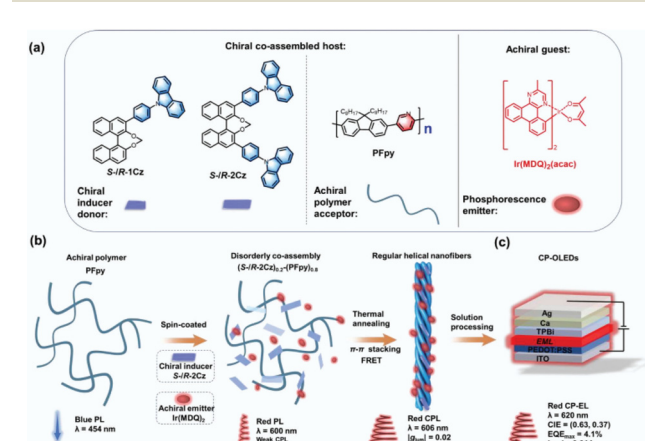 (a)
Chiral co-assembled host:
Achiral guest:
S-/R-1Cz
S-/R-2Cz
C8H17 C8H17
N
n
PFpy
N
N
O
O
Ir
2
Ir(MDQ)2(acac)
Chiral
inducer
donor:
Achiral
polymer
acceptor:
Phosphorescence
emitter:
(b)
Achiral polymer
PFpy
Disorderly co-assembly
(S-/R-2Cz)0.2-(PFpy)0.8
Regular helical nanofibers
(c)
CP-OLEDs
Spin-coated
Chiral inducer
S-/R-2Cz
Achiral emitter
Ir(MDQ)2
Thermal
annealing
π-π stacking
FRET
Solution
processing
Ag
Ca
TPBi
EML
PEDOT:PSS
ITO
Blue PL
λ = 454 nm
Red PL
λ = 600 nm
Weak CPL
Red CPL
λ = 606 nm
|glum| = 0.02
Red CP-EL
λ = 620 nm
CIE = (0.63, 0.37)
EQEmax = 4.1%